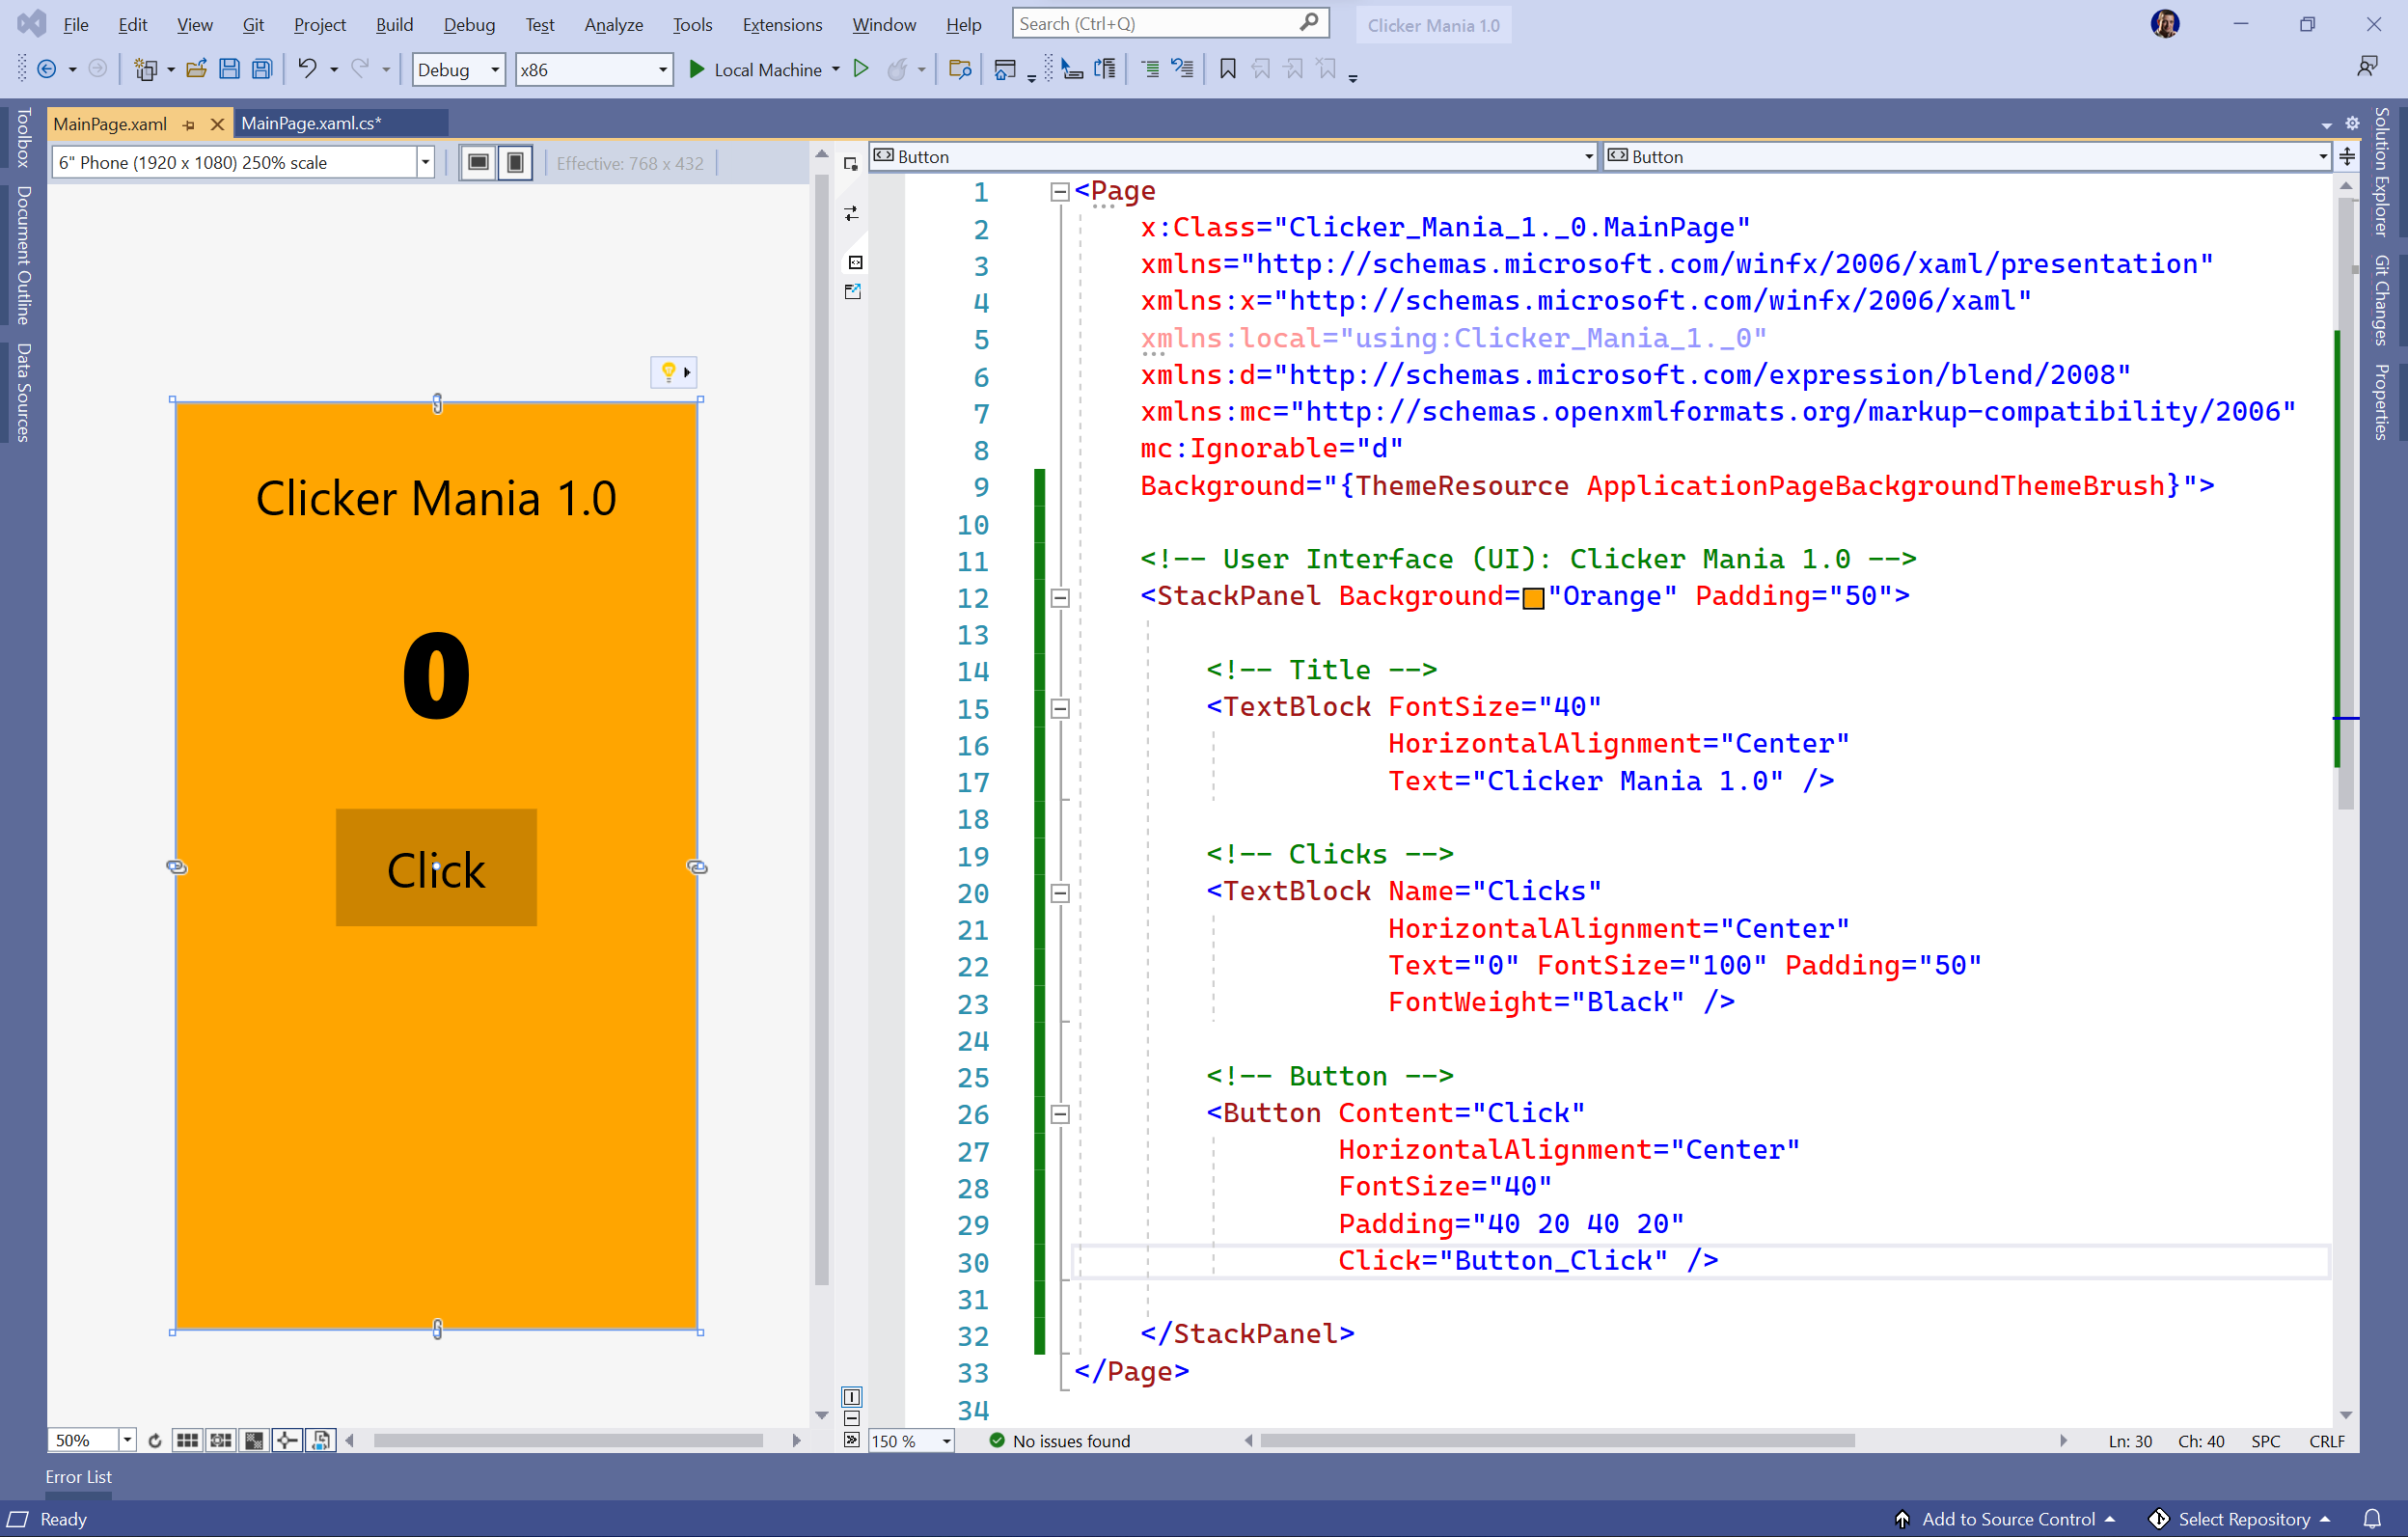 File Edit View Git Project Build Debug Test Analyze Tools Extensions Window Help Search (Ctrl+Q) Clicker Mania 1.0
Debug x86 Local Machine
Toolbox
Document Outline
Data Sources
MainPage.xaml MainPage.xaml.cs*
6" Phone (1920 x 1080) 250% scale Effective: 768 x 432
Clicker Mania 1.0
0
Click
50%
Button Button
1 <Page
2 x:Class="Clicker_Mania_1._0.MainPage"
3 xmlns="http://schemas.microsoft.com/winfx/2006/xaml/presentation"
4 xmlns:x="http://schemas.microsoft.com/winfx/2006/xaml"
5 xmlns:local="using:Clicker_Mania_1._0"
6 xmlns:d="http://schemas.microsoft.com/expression/blend/2008"
7 xmlns:mc="http://schemas.openxmlformats.org/markup-compatibility/2006"
8 mc:Ignorable="d"
9 Background="{ThemeResource ApplicationPageBackgroundThemeBrush}">
10
11 <!-- User Interface (UI): Clicker Mania 1.0 -->
12 <StackPanel Background="Orange" Padding="50">
13
14 <!-- Title -->
15 <TextBlock FontSize="40"
16 HorizontalAlignment="Center"
17 Text="Clicker Mania 1.0" />
18
19 <!-- Clicks -->
20 <TextBlock Name="Clicks"
21 HorizontalAlignment="Center"
22 Text="0" FontSize="100" Padding="50"
23 FontWeight="Black" />
24
25 <!-- Button -->
26 <Button Content="Click"
27 HorizontalAlignment="Center"
28 FontSize="40"
29 Padding="40 20 40 20"
30 Click="Button_Click" />
31
32 </StackPanel>
33 </Page>
34
150 % No issues found Ln: 30 Ch: 40 SPC CRLF
Solution Explorer
Git Changes
Properties
Error List
Ready Add to Source Control Select Repository